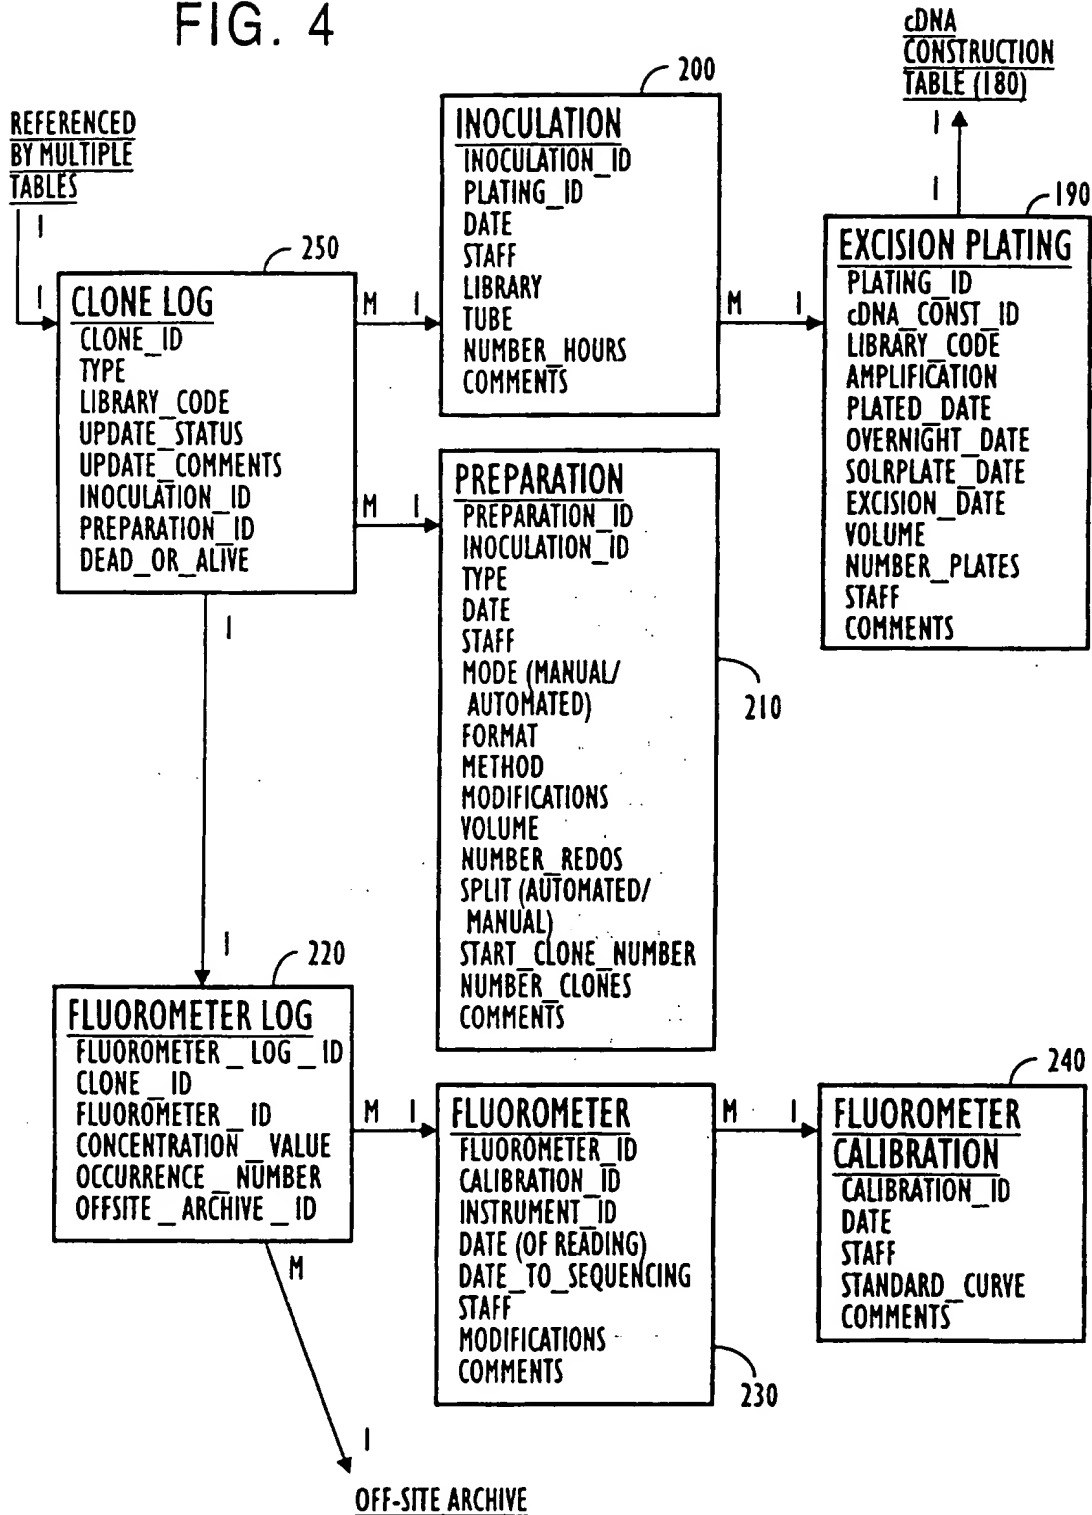 FIG. 4
cDNA
CONSTRUCTION
TABLE (180)
1
1
190
REFERENCED
BY MULTIPLE
TABLES
1
1
200
INOCULATION
INOCULATION_ID
PLATING_ID
DATE
STAFF
LIBRARY
TUBE
NUMBER_HOURS
COMMENTS
M 1
EXCISION PLATING
PLATING_ID
cDNA_CONST_ID
LIBRARY_CODE
AMPLIFICATION
PLATED_DATE
OVERNIGHT_DATE
SOLRPLATE_DATE
EXCISION_DATE
VOLUME
NUMBER_PLATES
STAFF
COMMENTS
250
CLONE LOG
CLONE_ID
TYPE
LIBRARY_CODE
UPDATE_STATUS
UPDATE_COMMENTS
INOCULATION_ID
PREPARATION_ID
DEAD_OR_ALIVE
M 1
M 1
1
1
PREPARATION
PREPARATION_ID
INOCULATION_ID
TYPE
DATE
STAFF
MODE (MANUAL/
AUTOMATED)
FORMAT
METHOD
MODIFICATIONS
VOLUME
NUMBER_REDOS
SPLIT (AUTOMATED/
MANUAL)
START_CLONE_NUMBER
NUMBER_CLONES
COMMENTS
210
220
FLUOROMETER LOG
FLUOROMETER_LOG_ID
CLONE_ID
FLUOROMETER_ID
CONCENTRATION_VALUE
OCCURRENCE_NUMBER
OFFSITE_ARCHIVE_ID
M 1
FLUOROMETER
FLUOROMETER_ID
CALIBRATION_ID
INSTRUMENT_ID
DATE (OF READING)
DATE_TO_SEQUENCING
STAFF
MODIFICATIONS
COMMENTS
230
M 1
240
FLUOROMETER
CALIBRATION
CALIBRATION_ID
DATE
STAFF
STANDARD_CURVE
COMMENTS
M
1
OFF-SITE ARCHIVE